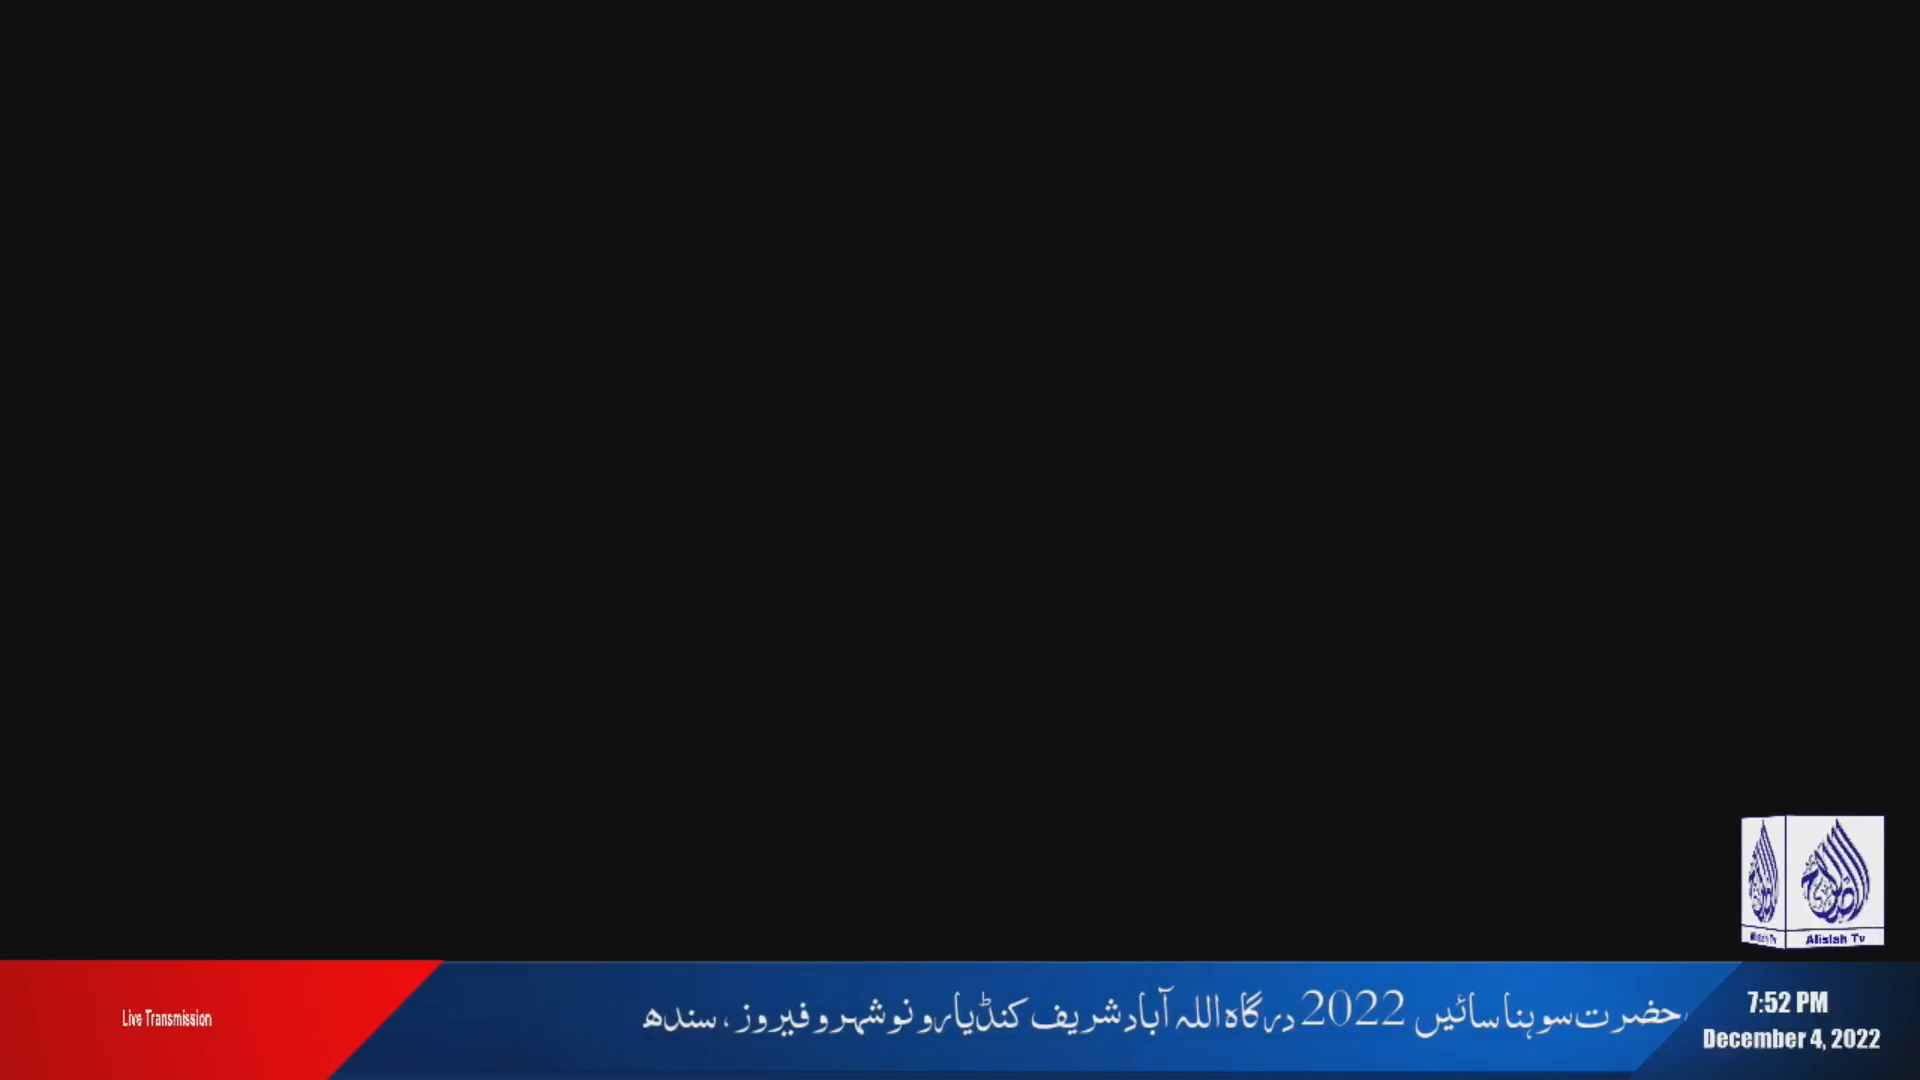 Alislah Tv
Live Transmission
حضرت سوہنا سائیں 2022 درگاہ اللہ آباد شریف کنڈیارو نوشہرو فیروز ، سندھ
7:52 PM
December 4, 2022